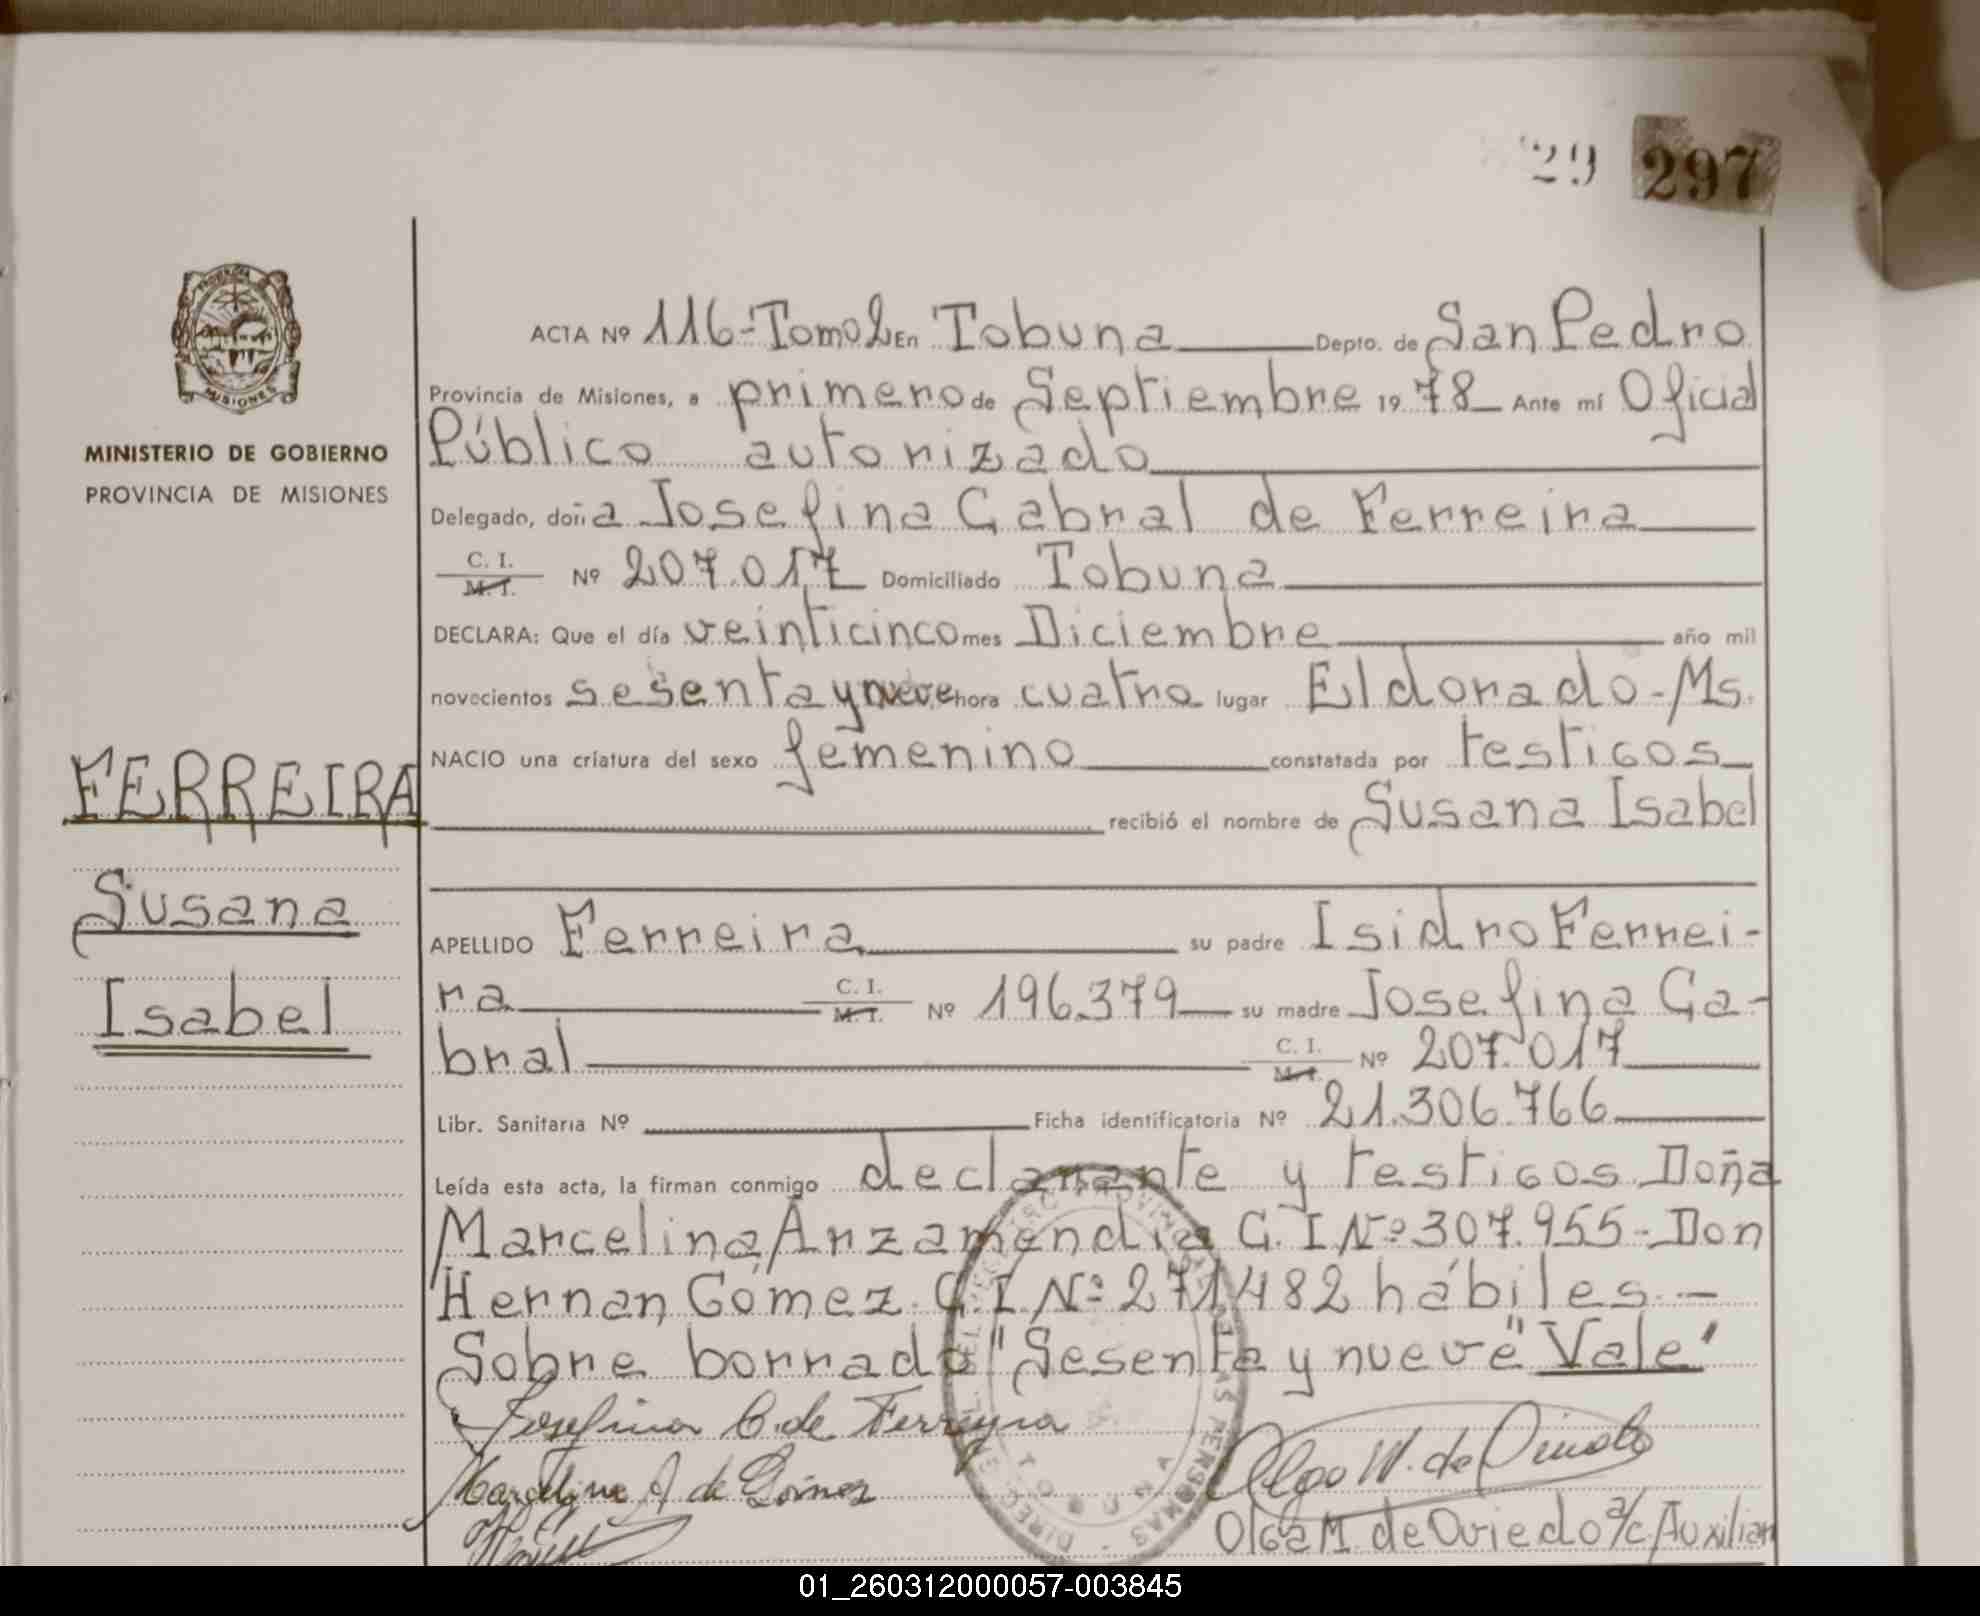 29 297
PROVINCIA
MISIONES
MINISTERIO DE GOBIERNO
PROVINCIA DE MISIONES
FERREIRA
Susana
Isabel
ACTA Nº 116-Tomo 2 En Tobuna Depto. de San Pedro
Provincia de Misiones, a primero de Septiembre 19 78 Ante mí Oficial
Público autorizado
Delegado, doña Josefina Cabral de Ferreira
C. I.
M. I. Nº 207.017 Domiciliado Tobuna
DECLARA: Que el día veinticinco mes Diciembre año mil
novecientos sesenta y nueve hora cuatro lugar Eldorado-Ms.
NACIO una criatura del sexo femenino constatada por testigos
recibió el nombre de Susana Isabel
APELLIDO Ferreira su padre Isidro Ferrei-
ra C. I. M. I. Nº 196.379 su madre Josefina Ca-
bral C. I. M. I. Nº 207.017
Libr. Sanitaria Nº Ficha identificatoria Nº 21.306.766
Leída esta acta, la firman conmigo declarante y testigos Doña
Marcelina Arzamendia C. I Nº 307.955-Don
Hernan Gómez C. I. Nº 271482 hábiles.-
Sobre borrado "Sesenta y nueve" Vale"
Josefina C. de Ferreyra
Marcelina A. de Gómez
Olga M. de Oviedo
Olga M. de Oviedo a/c Auxiliar
TOBUNA
01_260312000057-003845